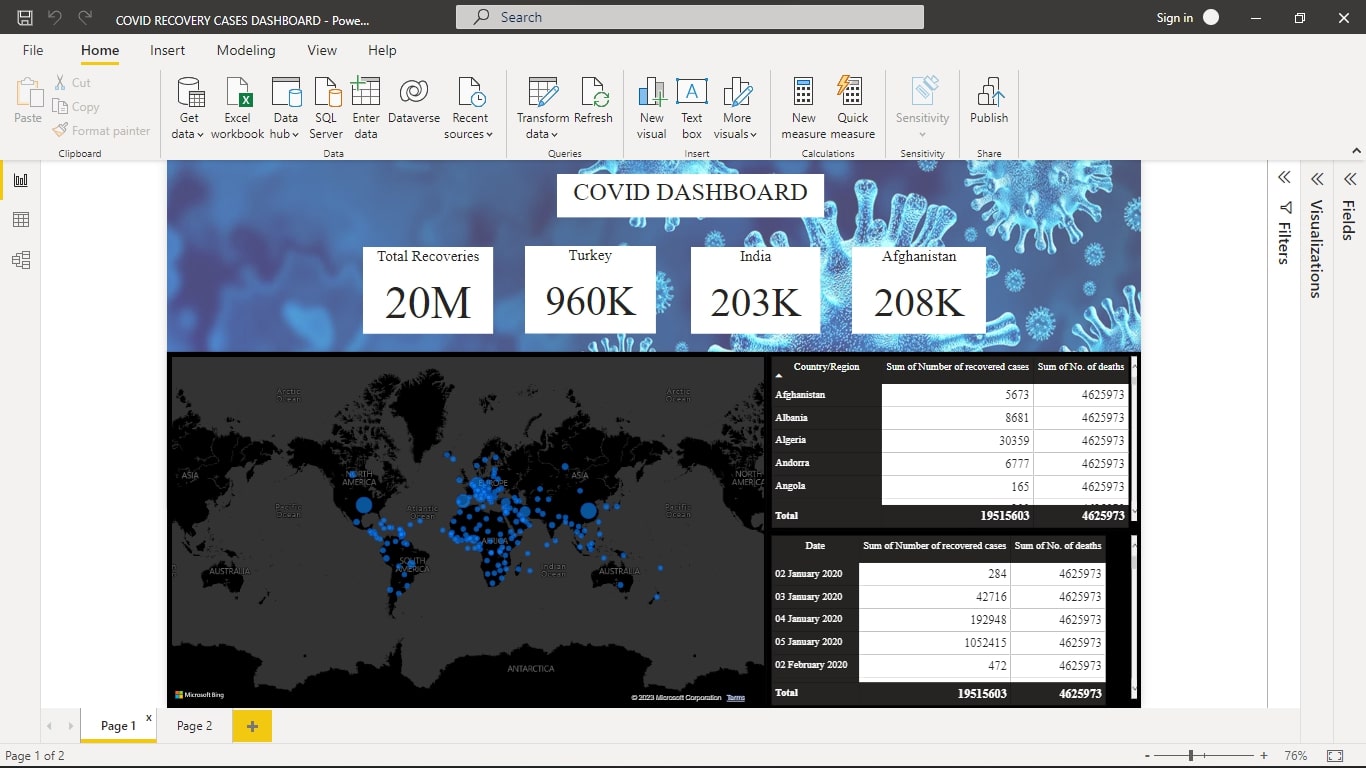 COVID RECOVERY CASES DASHBOARD - Powe...
Search
Sign in
File Home Insert Modeling View Help
Paste
Cut
Copy
Format painter
Clipboard
Get data
Excel workbook
Data hub
SQL Server
Enter data
Dataverse
Recent sources
Data
Transform data
Refresh
Queries
New visual
Text box
More visuals
Insert
New measure
Quick measure
Calculations
Sensitivity
Sensitivity
Publish
Share
COVID DASHBOARD
Total Recoveries
20M
Turkey
960K
India
203K
Afghanistan
208K
Arctic Ocean
Arctic Ocean
ASIA
NORTH AMERICA
EUROPE
ASIA
NORTH AMERICA
Pacific Ocean
Atlantic Ocean
Pacific Ocean
AFRICA
AUSTRALIA
SOUTH AMERICA
Indian Ocean
AUSTRALIA
ANTARCTICA
Microsoft Bing
© 2023 Microsoft Corporation Terms
Country/Region Sum of Number of recovered cases Sum of No. of deaths
Afghanistan 5673 4625973
Albania 8681 4625973
Algeria 30359 4625973
Andorra 6777 4625973
Angola 165 4625973
Total 19515603 4625973
Date Sum of Number of recovered cases Sum of No. of deaths
02 January 2020 284 4625973
03 January 2020 42716 4625973
04 January 2020 192948 4625973
05 January 2020 1052415 4625973
02 February 2020 472 4625973
Total 19515603 4625973
Filters
Visualizations
Fields
Page 1 x
Page 2
+
Page 1 of 2
- + 76%